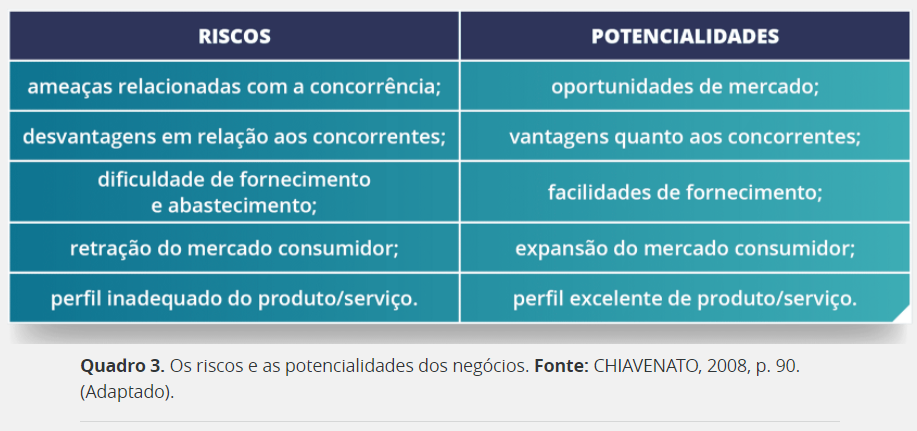 RISCOS
POTENCIALIDADES
ameaças relacionadas com a concorrência;
oportunidades de mercado;
desvantagens em relação aos concorrentes;
vantagens quanto aos concorrentes;
dificuldade de fornecimento
e abastecimento;
facilidades de fornecimento;
retração do mercado consumidor;
expansão do mercado consumidor;
perfil inadequado do produto/serviço.
perfil excelente de produto/serviço.
Quadro 3. Os riscos e as potencialidades dos negócios. Fonte: CHIAVENATO, 2008, p. 90.
(Adaptado).